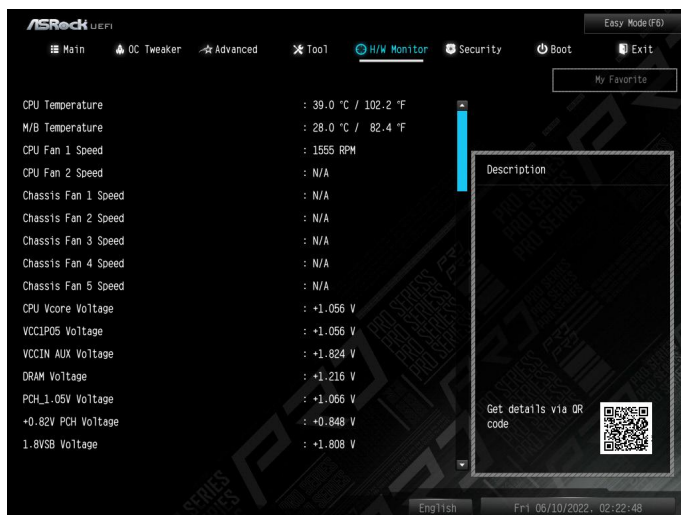 ASRock UEFI
Easy Mode(F6)
Main OC Tweaker Advanced Tool H/W Monitor Security Boot Exit
My Favorite
CPU Temperature : 39.0 °C / 102.2 °F
M/B Temperature : 28.0 °C / 82.4 °F
CPU Fan 1 Speed : 1555 RPM
CPU Fan 2 Speed : N/A
Chassis Fan 1 Speed : N/A
Chassis Fan 2 Speed : N/A
Chassis Fan 3 Speed : N/A
Chassis Fan 4 Speed : N/A
Chassis Fan 5 Speed : N/A
CPU Vcore Voltage : +1.056 V
VCC1P05 Voltage : +1.056 V
VCCIN AUX Voltage : +1.824 V
DRAM Voltage : +1.216 V
PCH_1.05V Voltage : +1.066 V
+0.82V PCH Voltage : +0.848 V
1.8VSB Voltage : +1.808 V
Description
Get details via QR
code
PRO SERIES
English
Fri 06/10/2022. 02:22:48